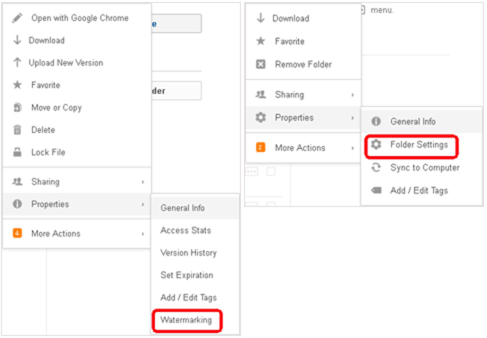 Open with Google Chrome
Download
Upload New Version
Favorite
Move or Copy
Delete
Lock File
Sharing
Properties
More Actions
General Info
Access Stats
Version History
Set Expiration
Add / Edit Tags
Watermarking
e
der
menu.
Download
Favorite
Remove Folder
Sharing
Properties
2 More Actions
General Info
Folder Settings
Sync to Computer
Add / Edit Tags